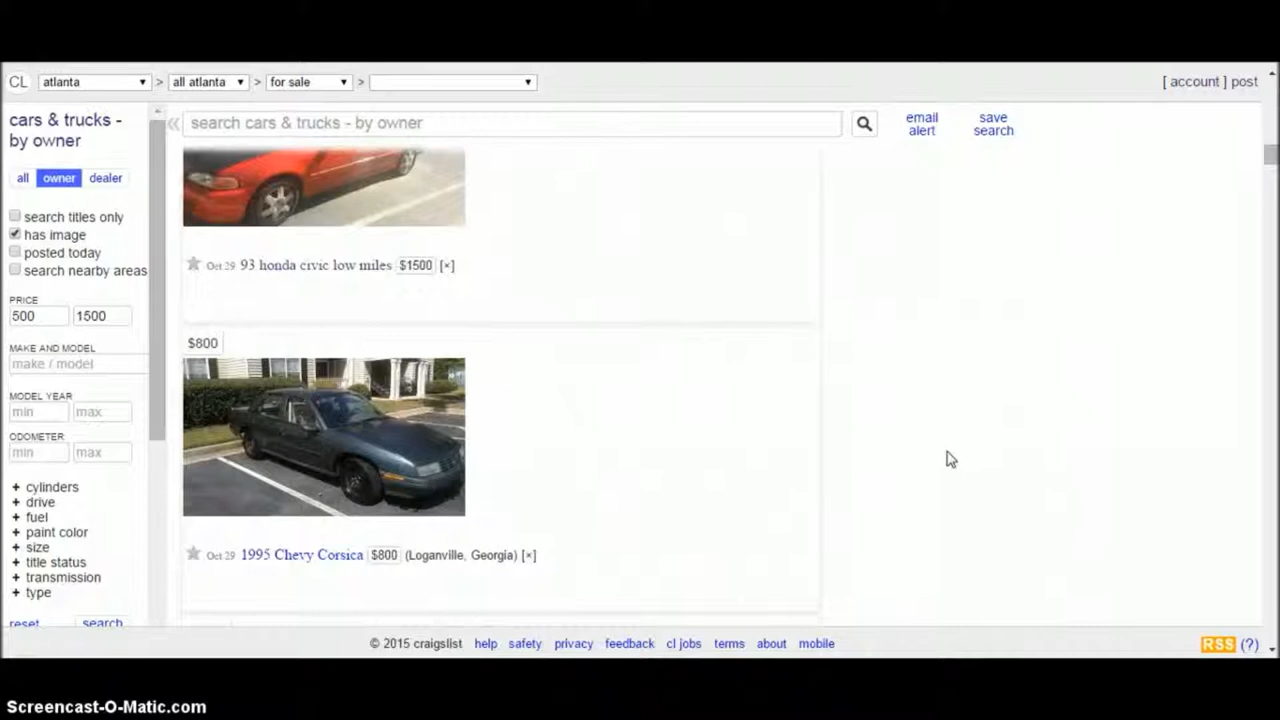 CL atlanta > all atlanta > for sale > [ account ] post
cars & trucks - by owner
search cars & trucks - by owner
email alert
save search
all owner dealer
search titles only
has image
posted today
search nearby areas
PRICE
500 1500
MAKE AND MODEL
make / model
MODEL YEAR
min max
ODOMETER
min max
+ cylinders
+ drive
+ fuel
+ paint color
+ size
+ title status
+ transmission
+ type
reset search
Oct 29 93 honda civic low miles $1500 [×]
$800
Oct 29 1995 Chevy Corsica $800 (Loganville, Georgia) [×]
© 2015 craigslist help safety privacy feedback cl jobs terms about mobile
RSS (?)
Screencast-O-Matic.com